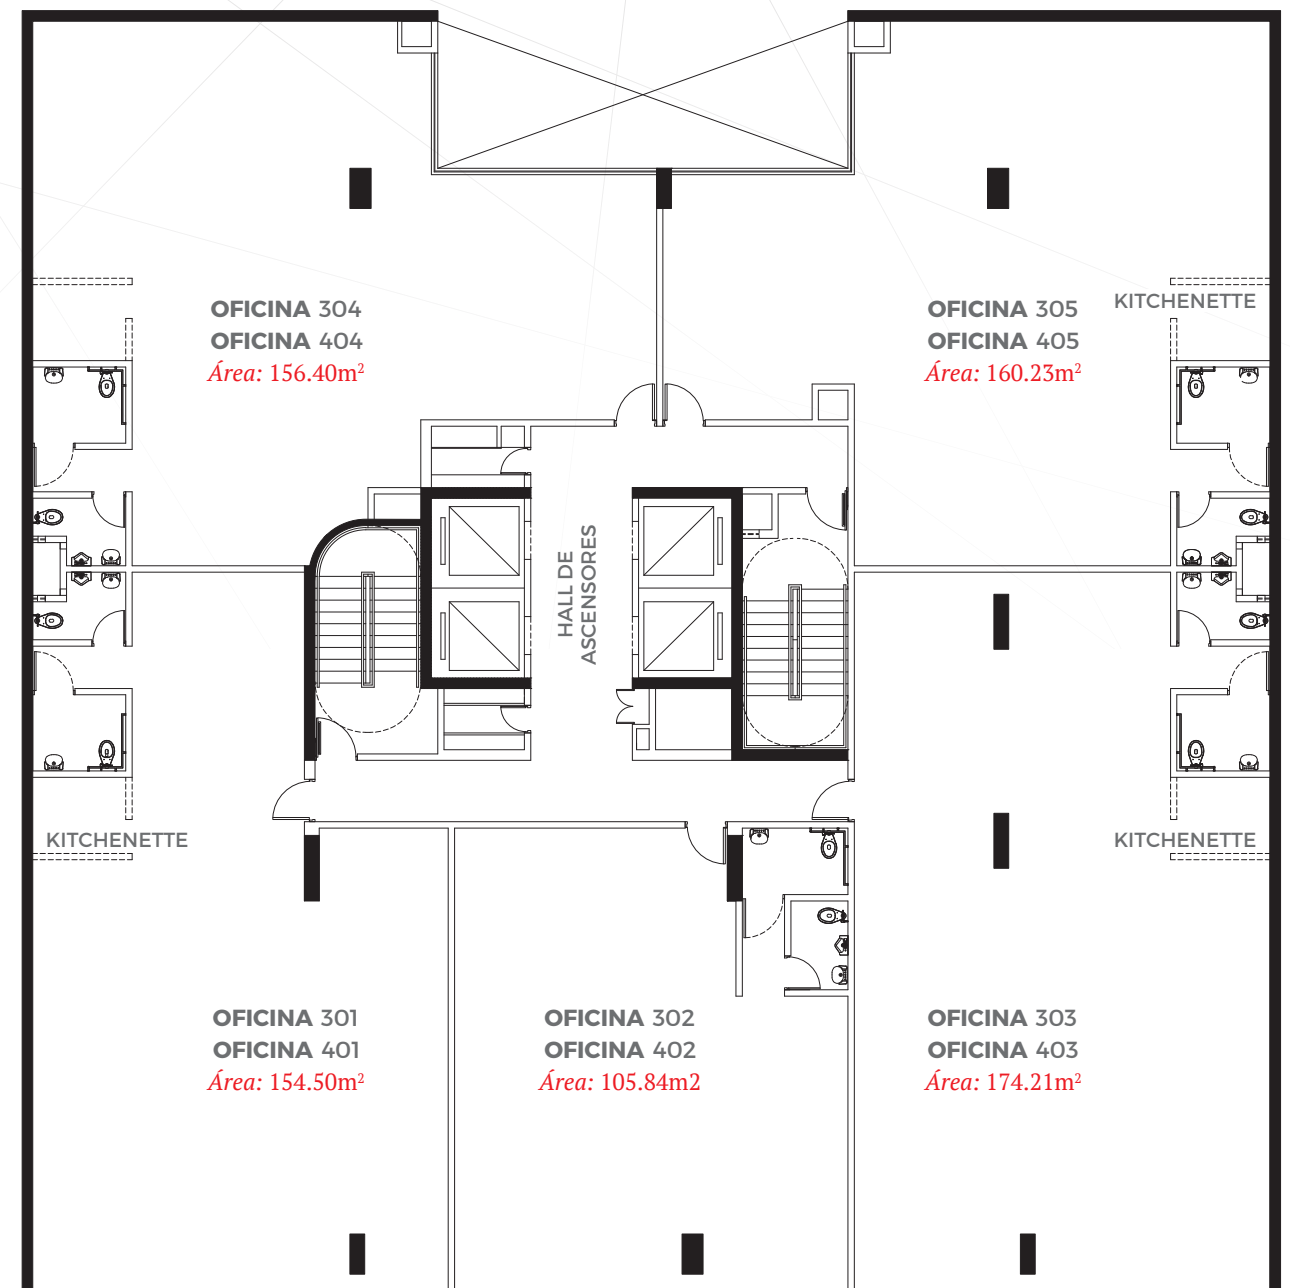 OFICINA 304
OFICINA 404
Área: 156.40m²
OFICINA 305
OFICINA 405
Área: 160.23m²
KITCHENETTE
HALL DE
ASCENSORES
KITCHENETTE
KITCHENETTE
OFICINA 301
OFICINA 401
Área: 154.50m²
OFICINA 302
OFICINA 402
Área: 105.84m2
OFICINA 303
OFICINA 403
Área: 174.21m²